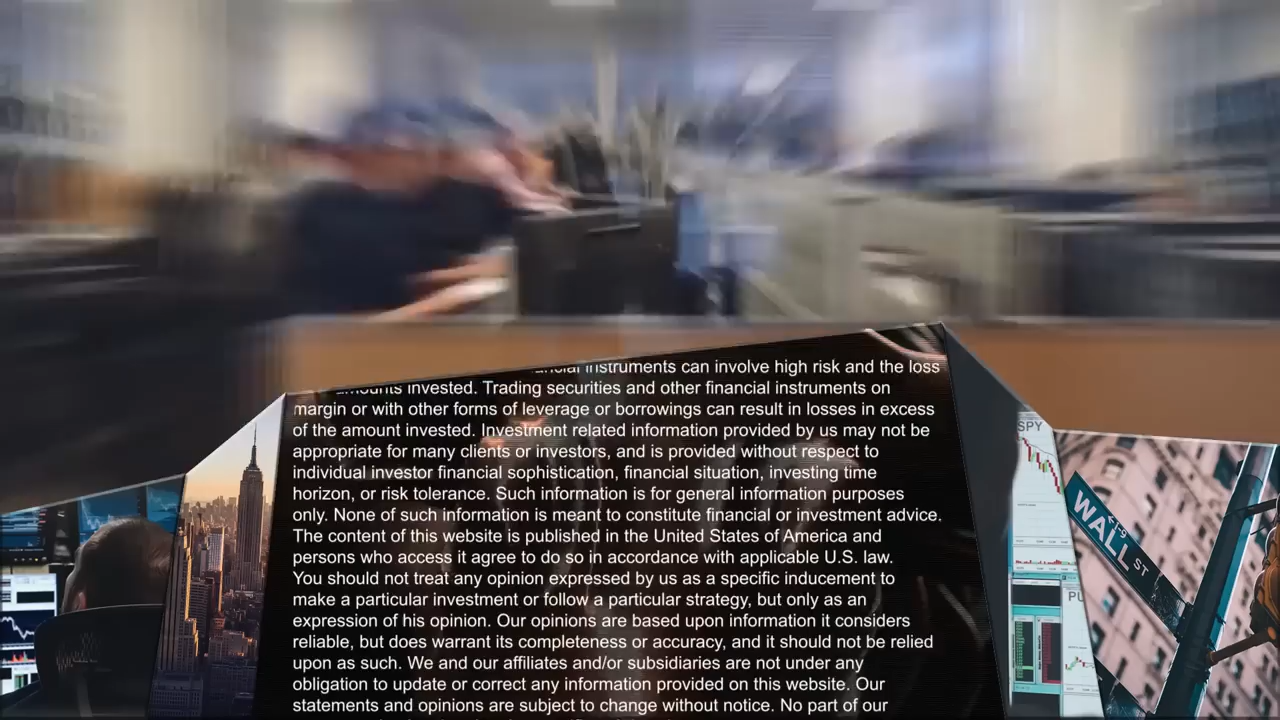 instruments can involve high risk and the loss
invested. Trading securities and other financial instruments on
margin or with other forms of leverage or borrowings can result in losses in excess
of the amount invested. Investment related information provided by us may not be
appropriate for many clients or investors, and is provided without respect to
individual investor financial sophistication, financial situation, investing time
horizon, or risk tolerance. Such information is for general information purposes
only. None of such information is meant to constitute financial or investment advice.
The content of this website is published in the United States of America and
persons who access it agree to do so in accordance with applicable U.S. law.
You should not treat any opinion expressed by us as a specific inducement to
make a particular investment or follow a particular strategy, but only as an
expression of his opinion. Our opinions are based upon information it considers
reliable, but does warrant its completeness or accuracy, and it should not be relied
upon as such. We and our affiliates and/or subsidiaries are not under any
obligation to update or correct any information provided on this website. Our
statements and opinions are subject to change without notice. No part of our
SPY
WALL ST